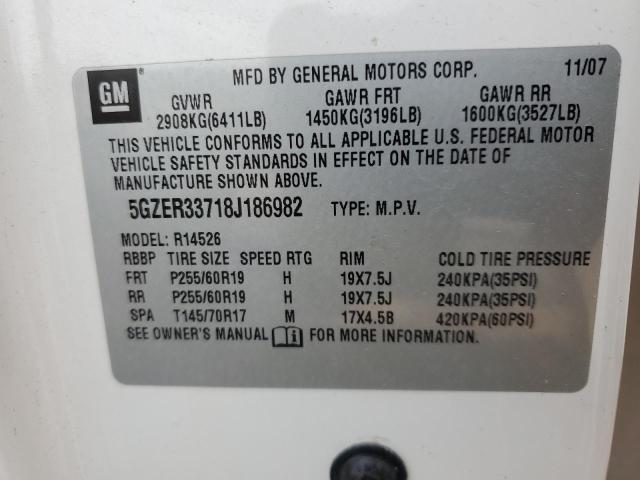 GM ® MFD BY GENERAL MOTORS CORP. 11/07
GVWR GAWR FRT GAWR RR
2908KG(6411LB) 1450KG(3196LB) 1600KG(3527LB)
THIS VEHICLE CONFORMS TO ALL APPLICABLE U.S. FEDERAL MOTOR
VEHICLE SAFETY STANDARDS IN EFFECT ON THE DATE OF
MANUFACTURE SHOWN ABOVE.
5GZER33718J186982 TYPE: M.P.V.
MODEL: R14526
RBBP TIRE SIZE SPEED RTG RIM COLD TIRE PRESSURE
FRT P255/60R19 H 19X7.5J 240KPA(35PSI)
RR P255/60R19 H 19X7.5J 240KPA(35PSI)
SPA T145/70R17 M 17X4.5B 420KPA(60PSI)
SEE OWNER'S MANUAL i FOR MORE INFORMATION.